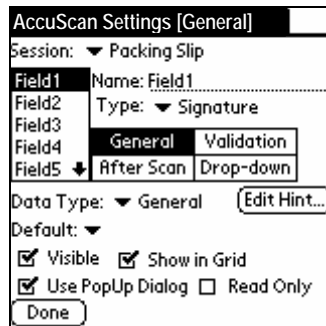 AccuScan Settings [General]
Session: Packing Slip
Field1 Name: Field1
Field2 Type: Signature
Field3
Field4 General Validation
Field5 After Scan Drop-down
Data Type: General Edit Hint...
Default:
Visible Show in Grid
Use PopUp Dialog Read Only
Done